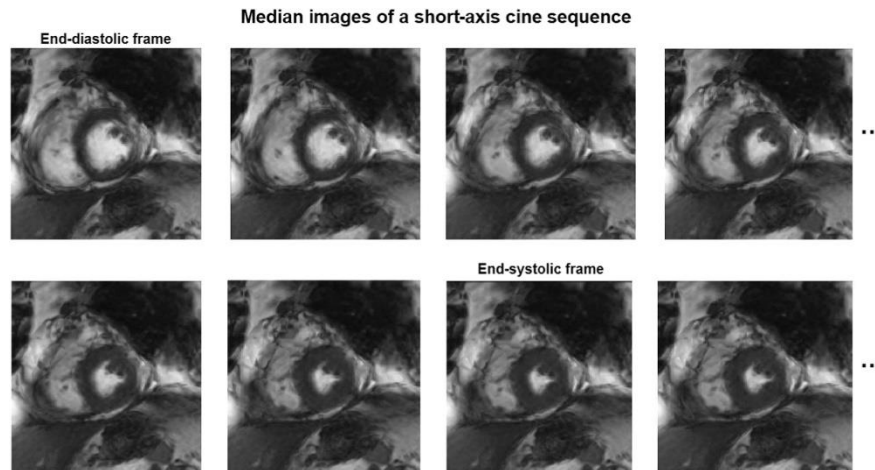 Median images of a short-axis cine sequence
End-diastolic frame
..
End-systolic frame
..